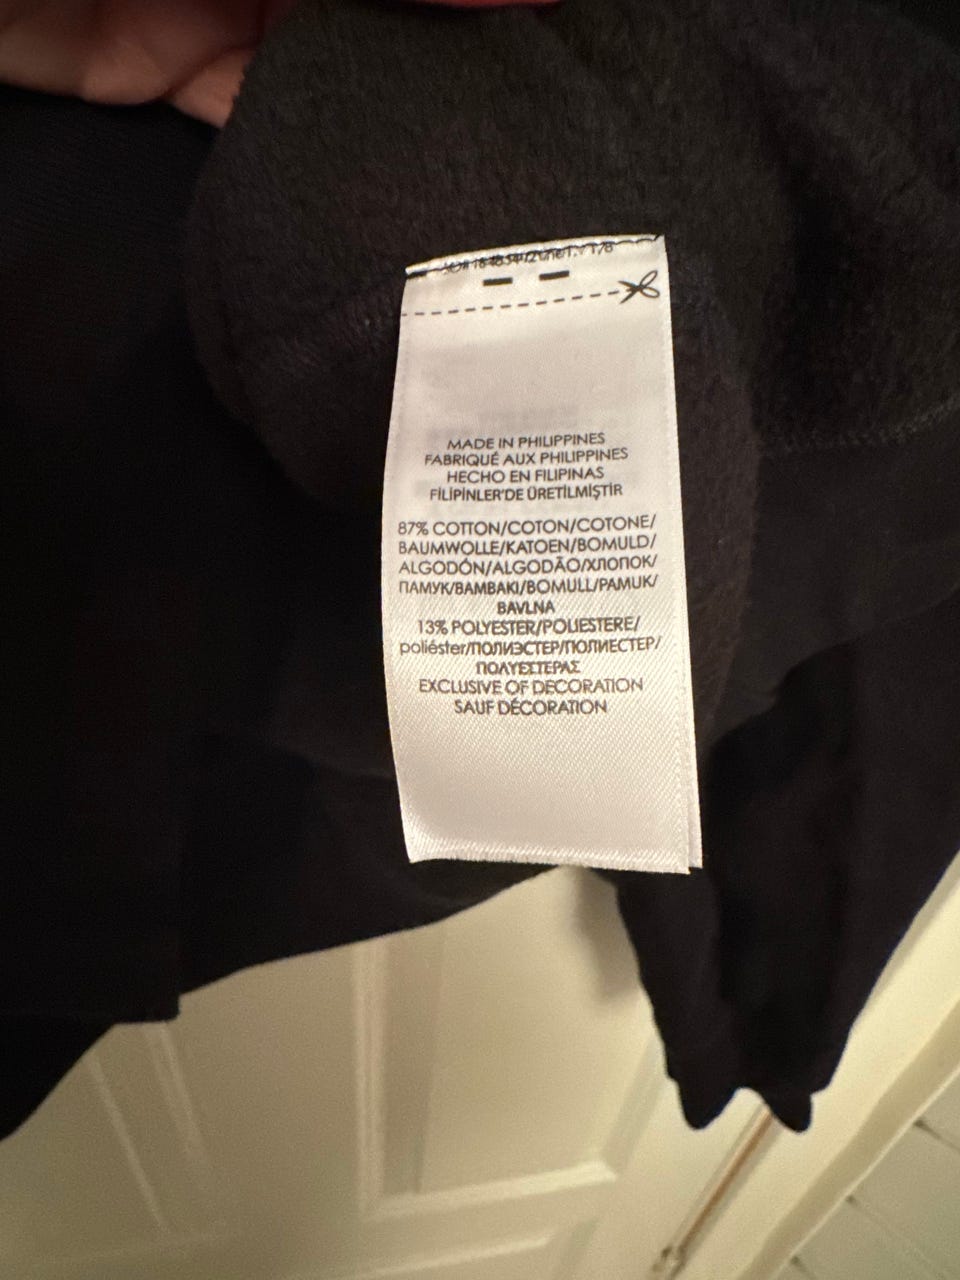 MADE IN PHILIPPINES
FABRIQUÉ AUX PHILIPPINES
HECHO EN FILIPINAS
FİLİPİNLER'DE ÜRETİLMİŞTİR
87% COTTON/COTON/COTONE/
BAUMWOLLE/KATOEN/BOMULD/
ALGODÓN/ALGODÃO/ХЛОПОК/
ПАМУК/ΒΑΜΒΑΚΙ/BOMULL/PAMUK/
BAVLNA
13% POLYESTER/POLIESTERE/
poliéster/ПОЛИЭСТЕР/ПОЛИЕСТЕР/
ΠΟΛΥΕΣΤΕΡΑΣ
EXCLUSIVE OF DECORATION
SAUF DÉCORATION